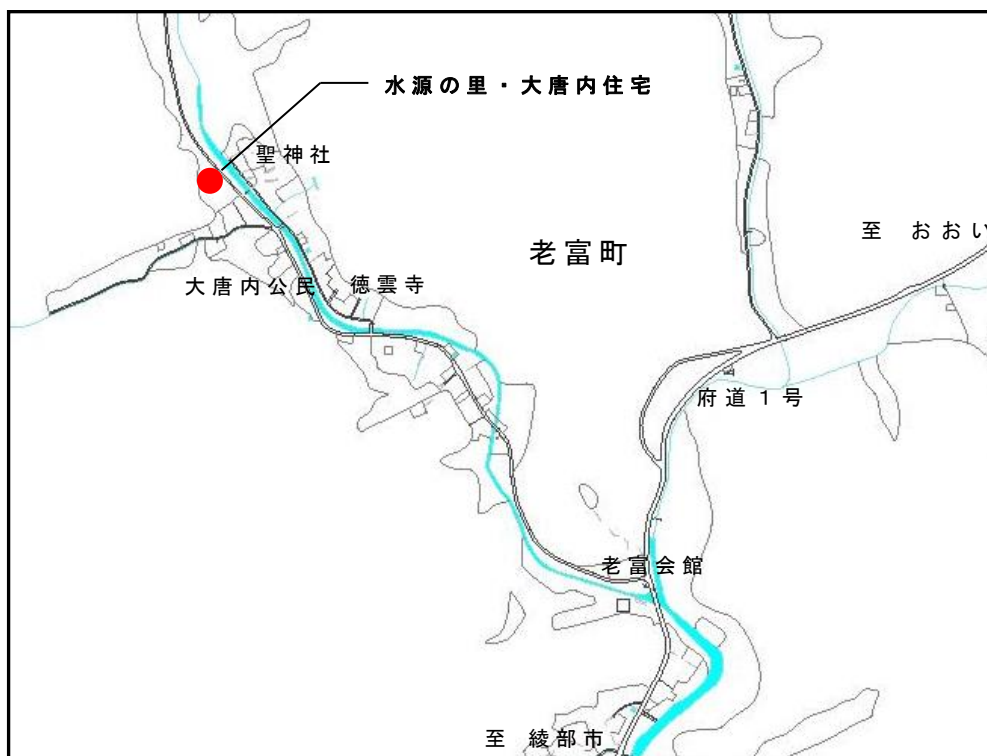 水源の里・大唐内住宅
聖神社
老富町
至 おおい
大唐内公民
徳雲寺
府道1号
老富会館
至 綾部市